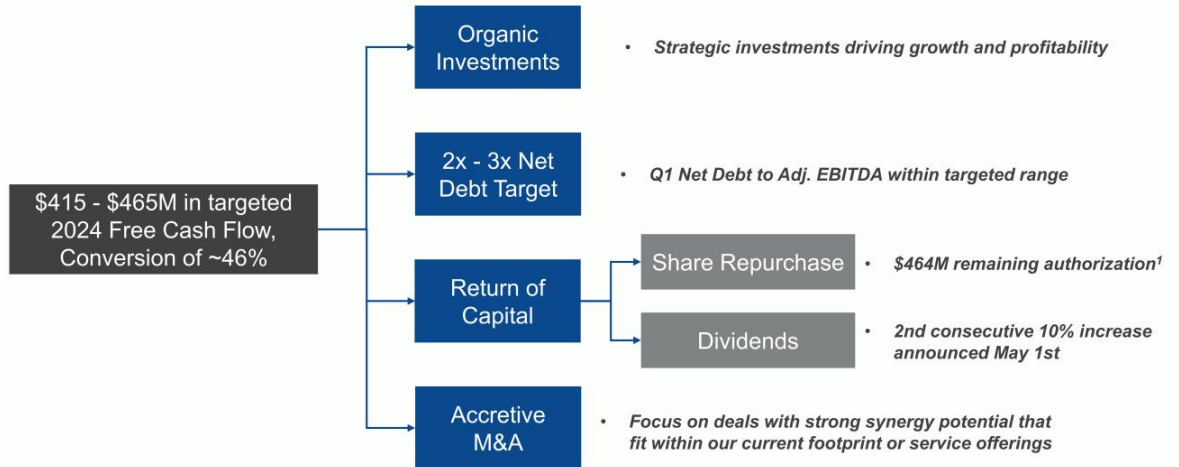 Organic
Investments
• Strategic investments driving growth and profitability
2x - 3x Net
Debt Target
• Q1 Net Debt to Adj. EBITDA within targeted range
$415 - $465M in targeted
2024 Free Cash Flow,
Conversion of ~46%
Return of
Capital
Share Repurchase
• $464M remaining authorization¹
Dividends
• 2nd consecutive 10% increase
announced May 1st
Accretive
M&A
• Focus on deals with strong synergy potential that
fit within our current footprint or service offerings